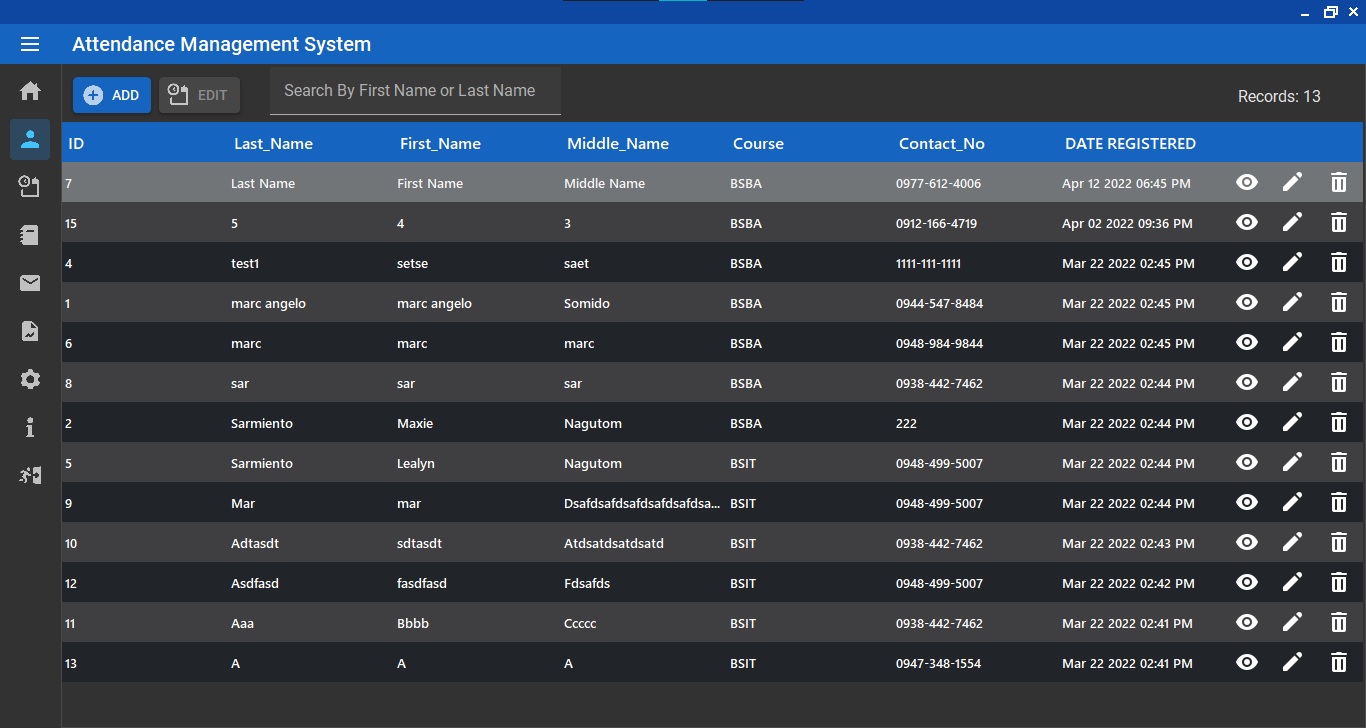 Attendance Management System
ADD EDIT Search By First Name or Last Name Records: 13
ID Last_Name First_Name Middle_Name Course Contact_No DATE REGISTERED
7 Last Name First Name Middle Name BSBA 0977-612-4006 Apr 12 2022 06:45 PM
15 5 4 3 BSBA 0912-166-4719 Apr 02 2022 09:36 PM
4 test1 setse saet BSBA 1111-111-1111 Mar 22 2022 02:45 PM
1 marc angelo marc angelo Somido BSBA 0944-547-8484 Mar 22 2022 02:45 PM
6 marc marc marc BSBA 0948-984-9844 Mar 22 2022 02:45 PM
8 sar sar sar BSBA 0938-442-7462 Mar 22 2022 02:44 PM
2 Sarmiento Maxie Nagutom BSBA 222 Mar 22 2022 02:44 PM
5 Sarmiento Lealyn Nagutom BSIT 0948-499-5007 Mar 22 2022 02:44 PM
9 Mar mar Dsafdsafdsafdsafdsafdsa... BSIT 0948-499-5007 Mar 22 2022 02:44 PM
10 Adtasdt sdtasdt Atdsatdsatdsatd BSIT 0938-442-7462 Mar 22 2022 02:43 PM
12 Asdfasd fasdfasd Fdsafds BSIT 0948-499-5007 Mar 22 2022 02:42 PM
11 Aaa Bbbb Ccccc BSIT 0938-442-7462 Mar 22 2022 02:41 PM
13 A A A BSIT 0947-348-1554 Mar 22 2022 02:41 PM